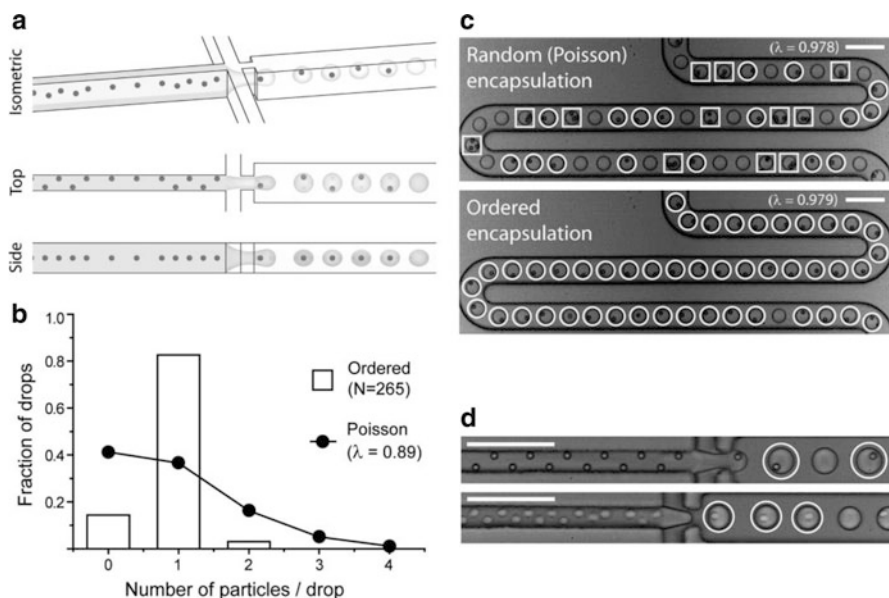 a
Isometric
Top
Side
b
1.0
0.8
0.6
0.4
0.2
Fraction of drops
Ordered
(N=265)
Poisson
(λ = 0.89)
0 1 2 3 4
Number of particles / drop
c
Random (Poisson)
encapsulation
(λ = 0.978)
Ordered
encapsulation
(λ = 0.979)
d